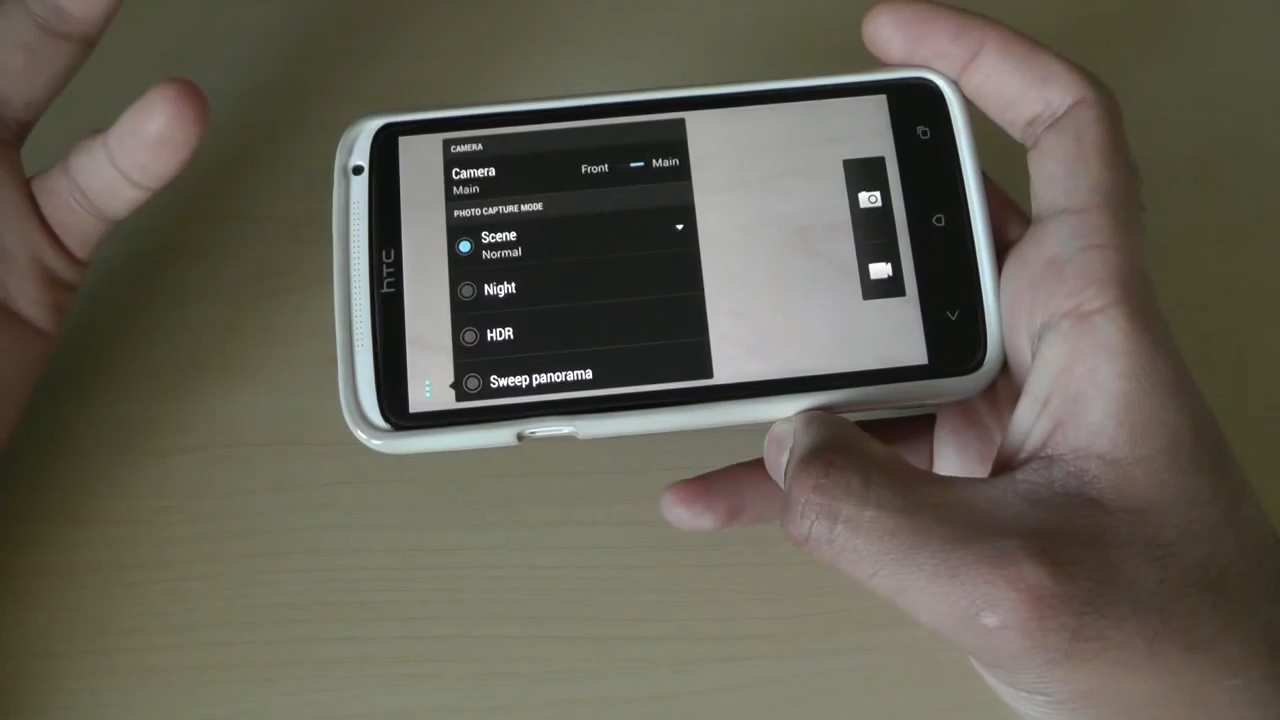 CAMERA
Camera
Main
Front Main
PHOTO CAPTURE MODE
Scene
Normal
Night
HDR
Sweep panorama
hTC